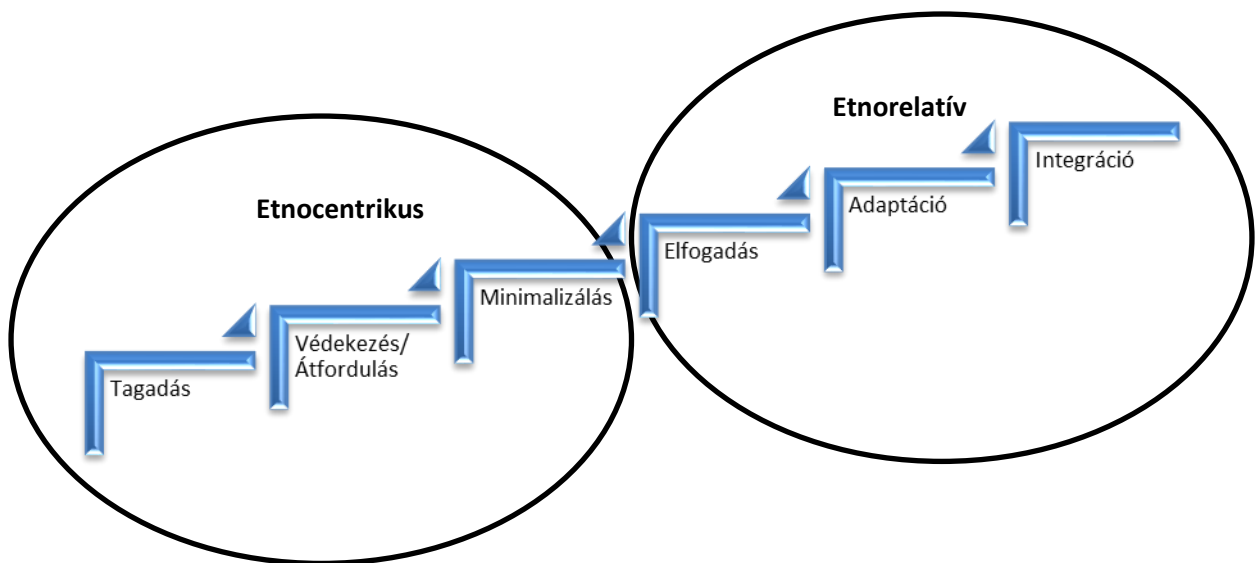 Etnocentrikus
Tagadás
Védekezés/
Átfordulás
Minimalizálás
Etnorelatív
Elfogadás
Adaptáció
Integráció